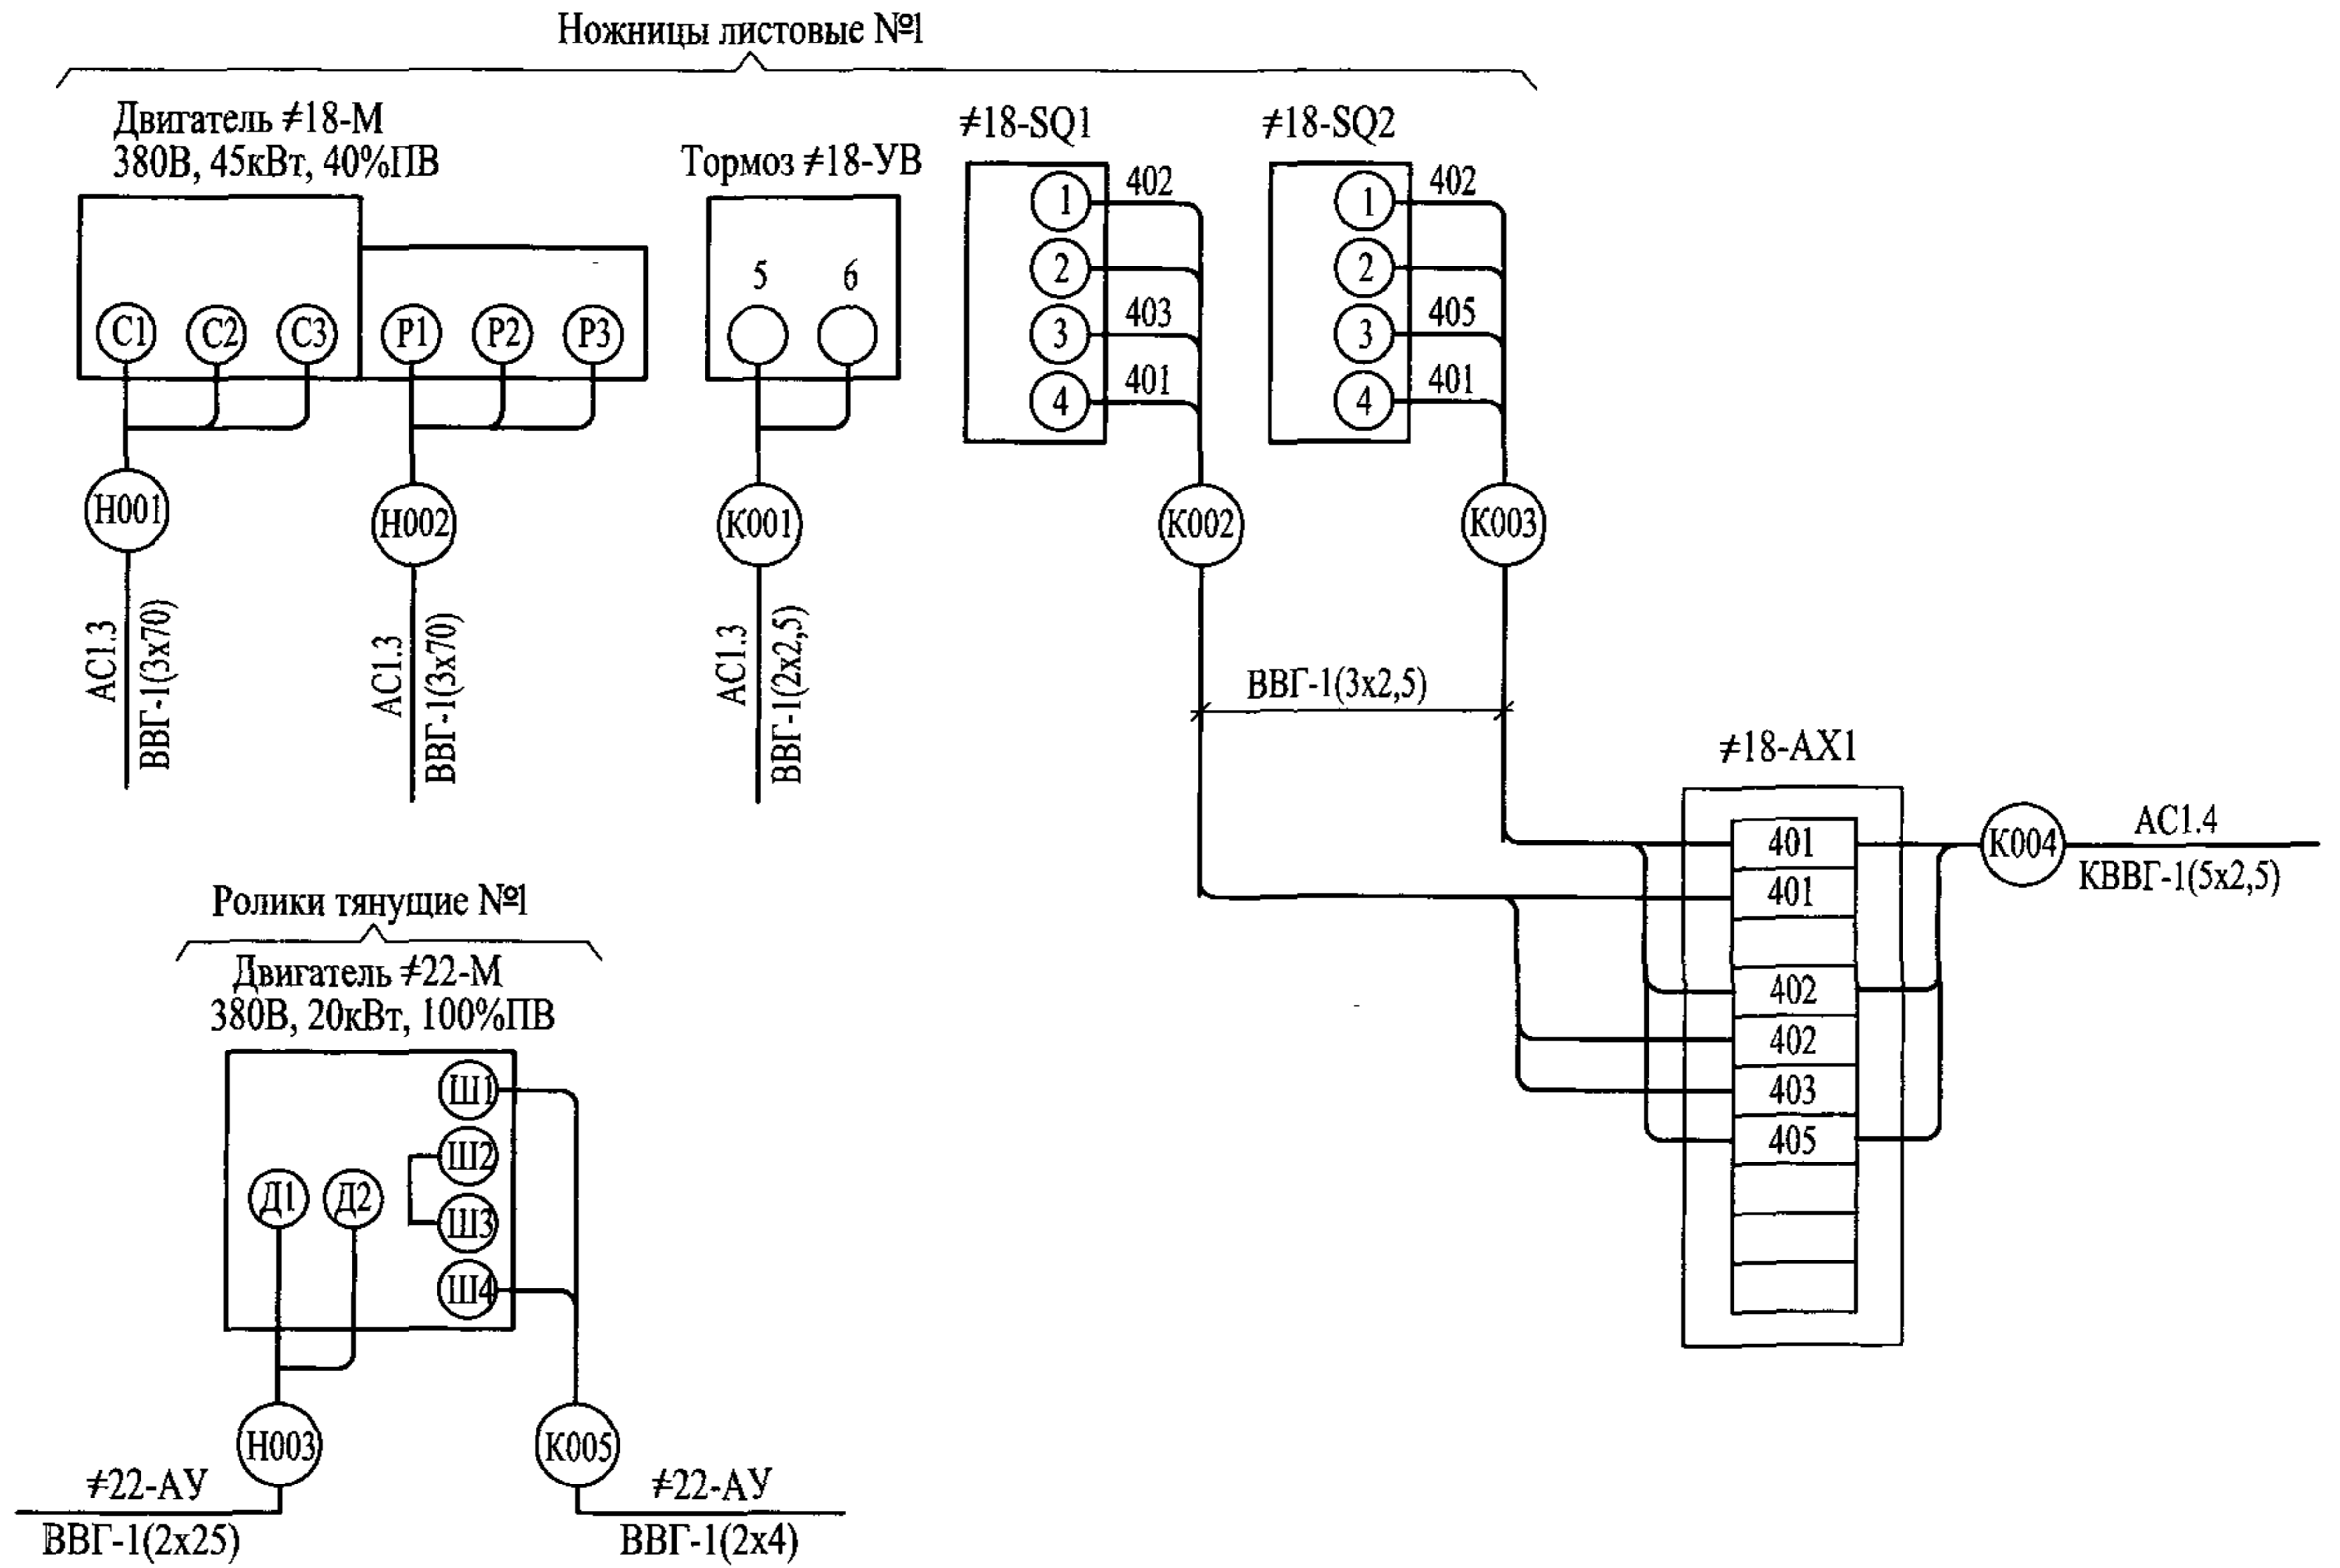 Ножницы листовые №1
Двигатель ≠18-М
380В, 45кВт, 40%ПВ
С1 С2 С3 Р1 Р2 Р3
Н001
АС1.3
ВВГ-1(3х70)
Н002
АС1.3
ВВГ-1(3х70)
Тормоз ≠18-УВ
5 6
К001
АС1.3
ВВГ-1(2х2,5)
≠18-SQ1
1 402
2
3 403
4 401
К002
≠18-SQ2
1 402
2
3 405
4 401
К003
ВВГ-1(3х2,5)
≠18-АХ1
401
401
402
402
403
405
К004
АС1.4
КВВГ-1(5х2,5)
Ролики тянущие №1
Двигатель ≠22-М
380В, 20кВт, 100%ПВ
Ш1
Ш2
Д1 Д2
Ш3
Ш4
Н003
≠22-АУ
ВВГ-1(2х25)
К005
≠22-АУ
ВВГ-1(2х4)